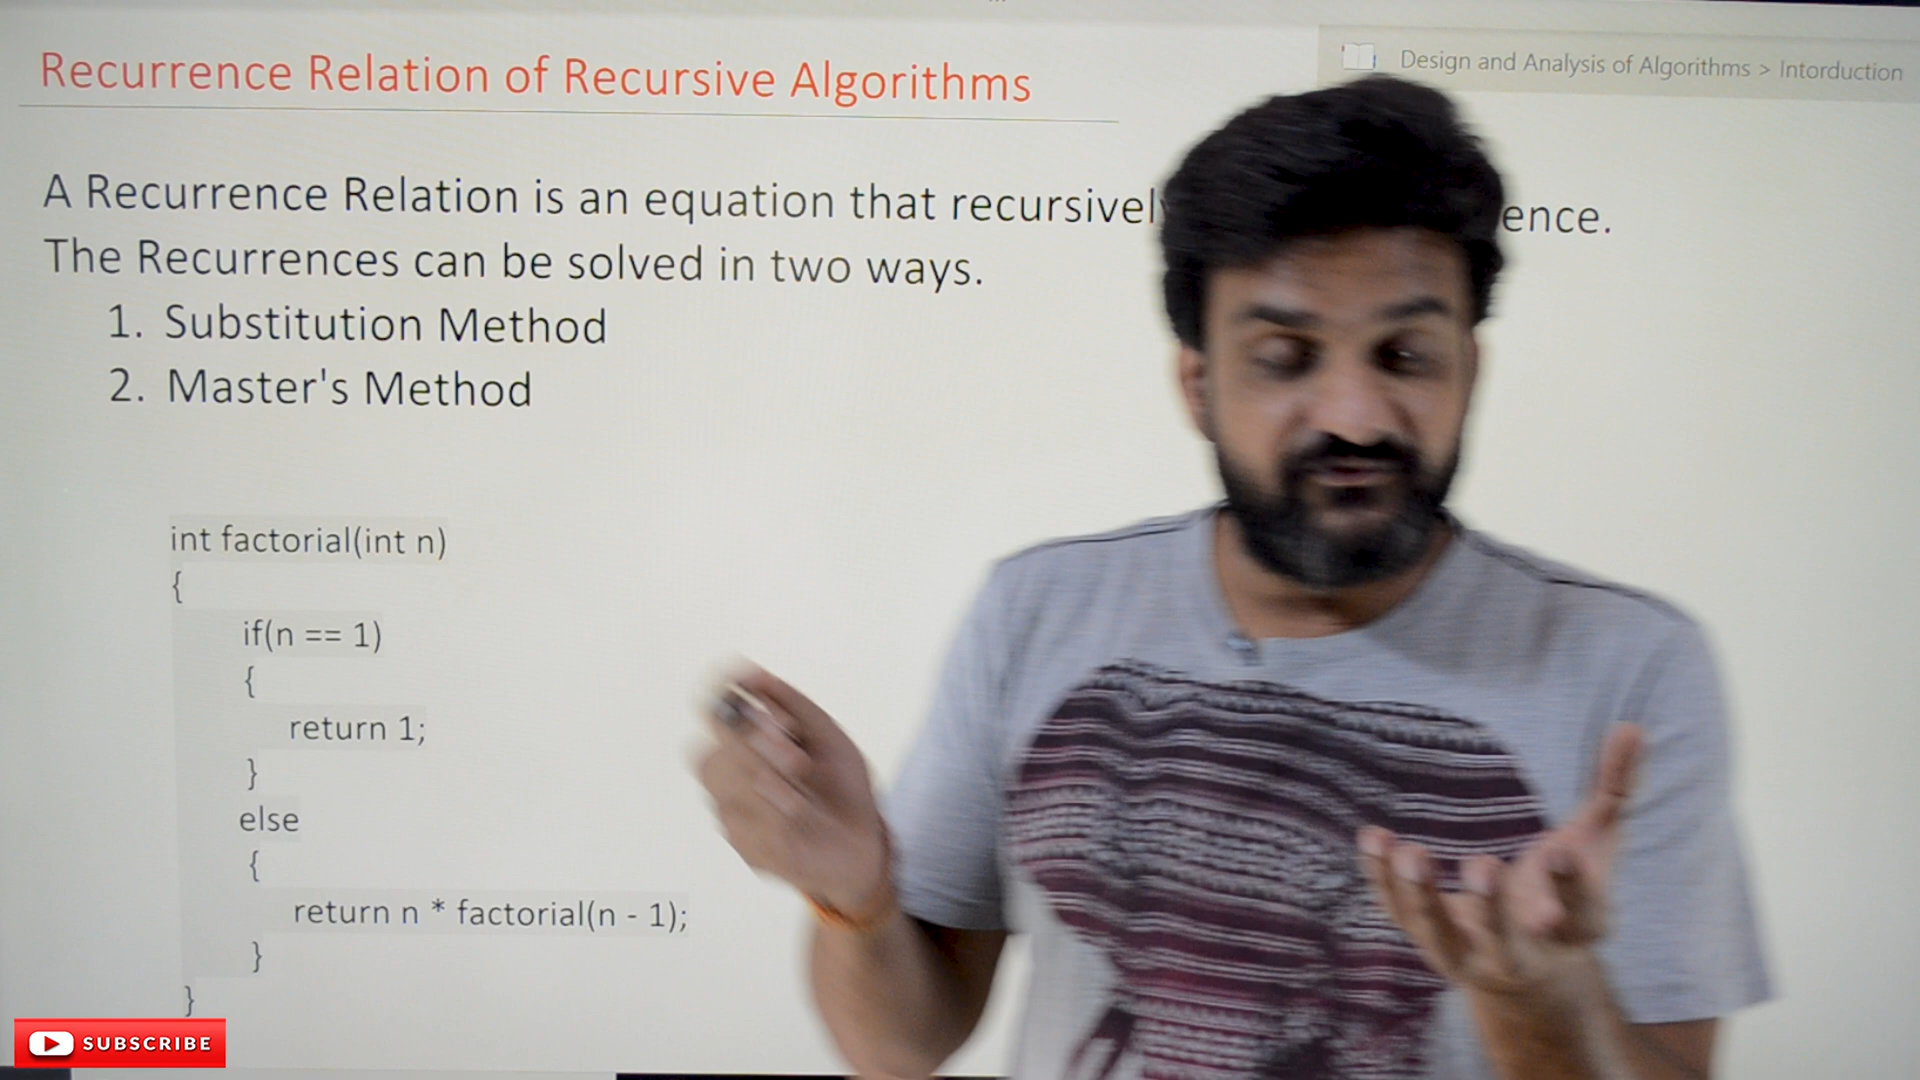 Recurrence Relation of Recursive Algorithms
Design and Analysis of Algorithms > Intorduction
A Recurrence Relation is an equation that recursively ence.
The Recurrences can be solved in two ways.
1. Substitution Method
2. Master's Method
int factorial(int n)
{
if(n == 1)
{
return 1;
}
else
{
return n * factorial(n - 1);
}
}
SUBSCRIBE